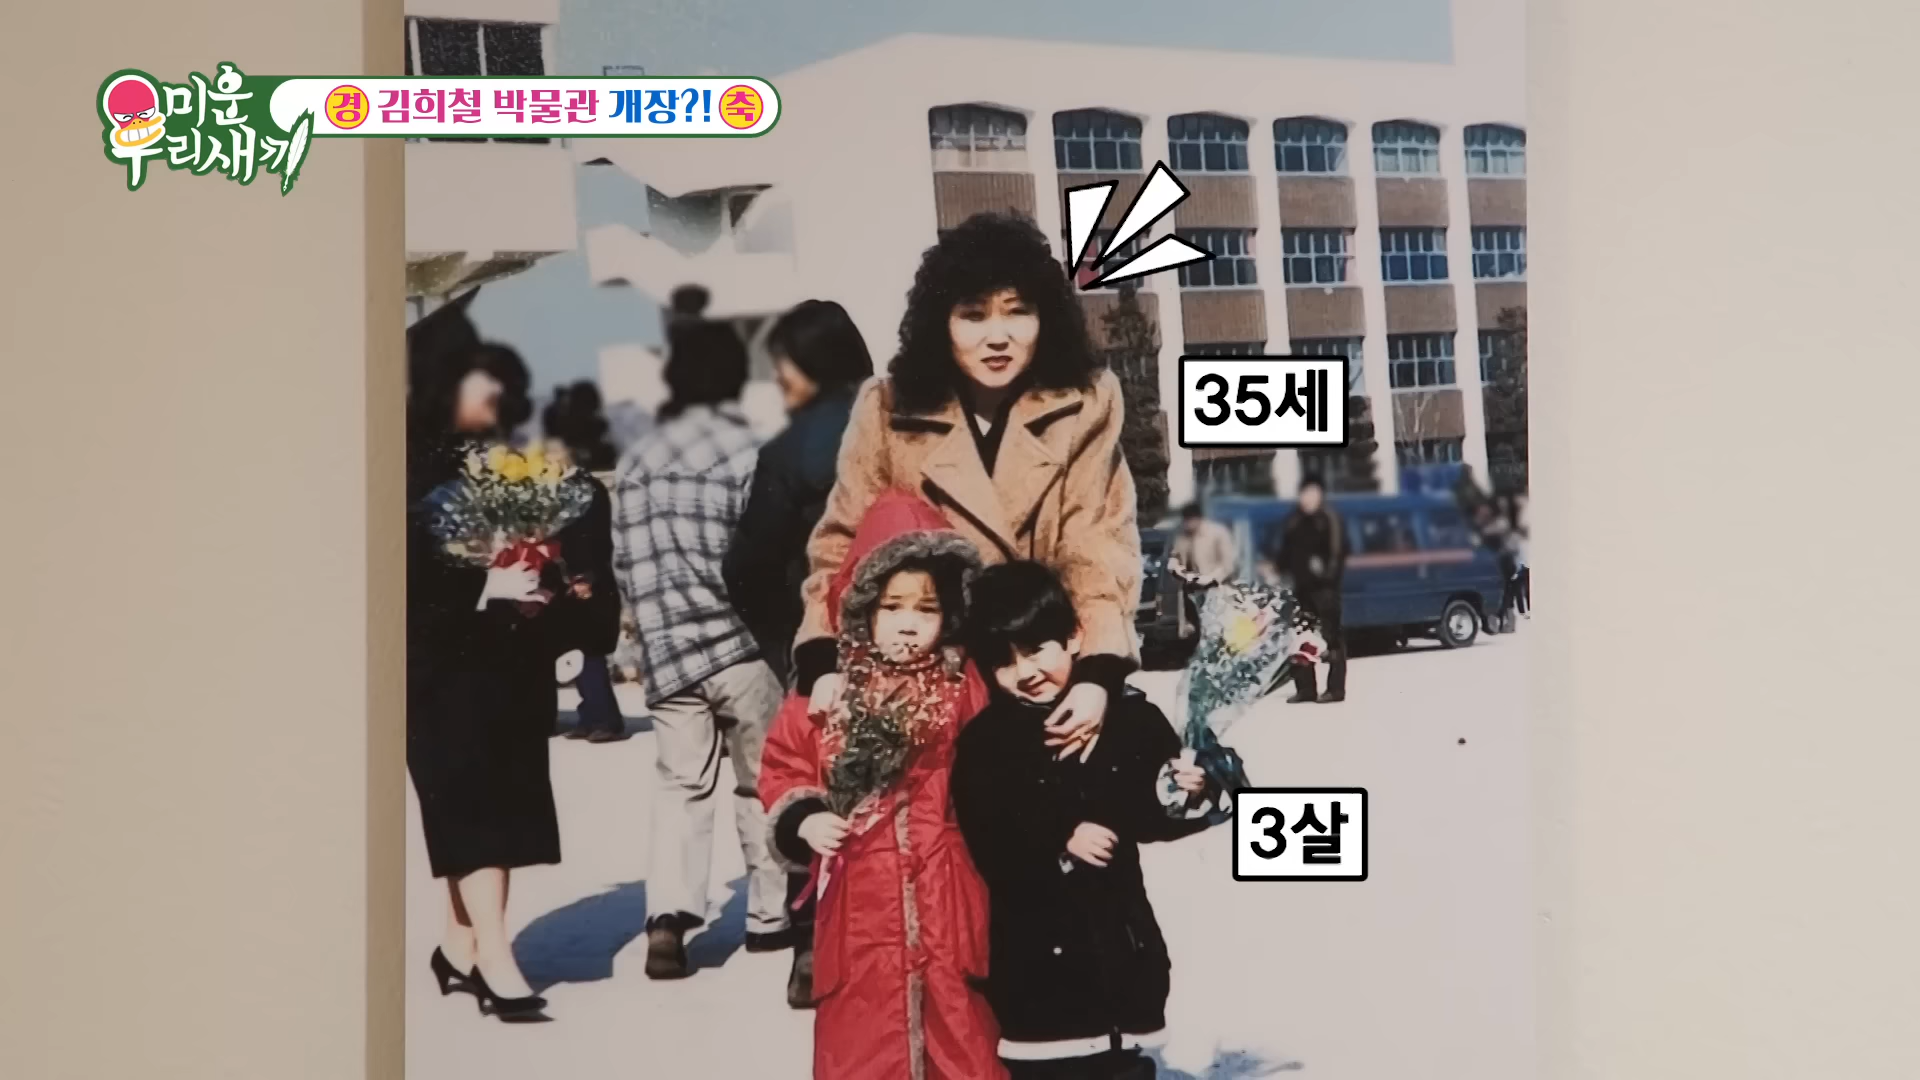 미운
우리새끼
경 김희철 박물관 개장?! 축
35세
3살